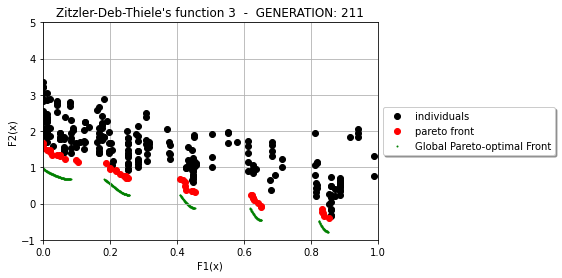 Zitzler-Deb-Thiele's function 3 - GENERATION: 211
5
4
3
2
1
0
−1
F2(x)
0.0 0.2 0.4 0.6 0.8 1.0
F1(x)
individuals
pareto front
Global Pareto-optimal Front